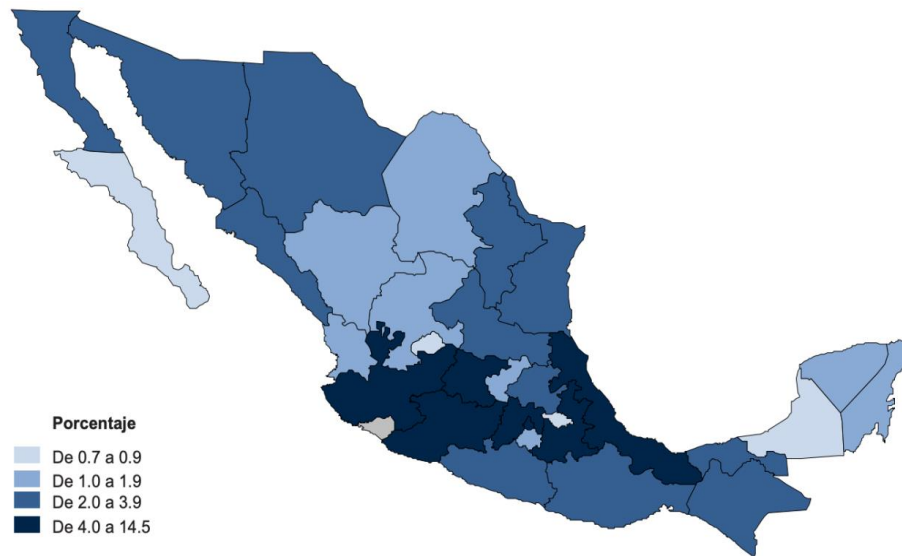 Porcentaje
De 0.7 a 0.9
De 1.0 a 1.9
De 2.0 a 3.9
De 4.0 a 14.5